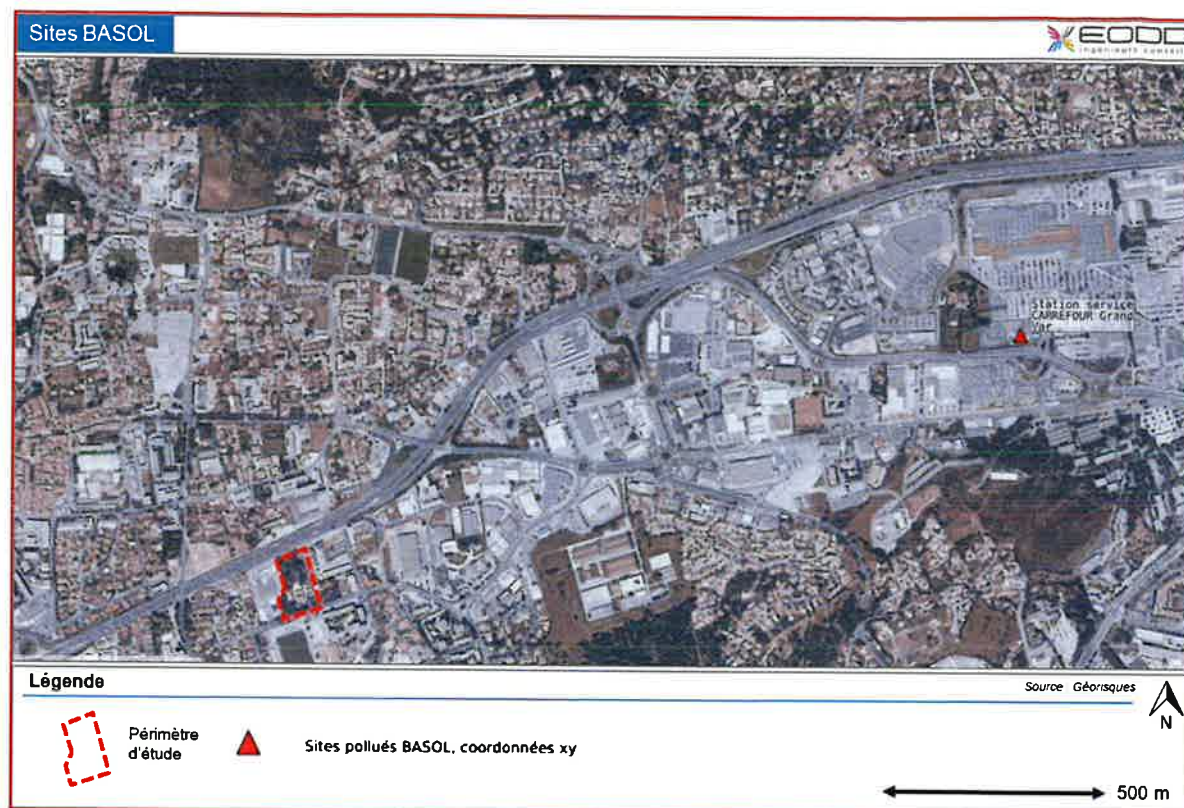 Sites BASOL
EODD
ingénieurs conseils
Station service
CARREFOUR Grand
Var
Légende
Source Géorisques
N
Périmètre
d'étude
Sites pollués BASOL, coordonnées xy
500 m